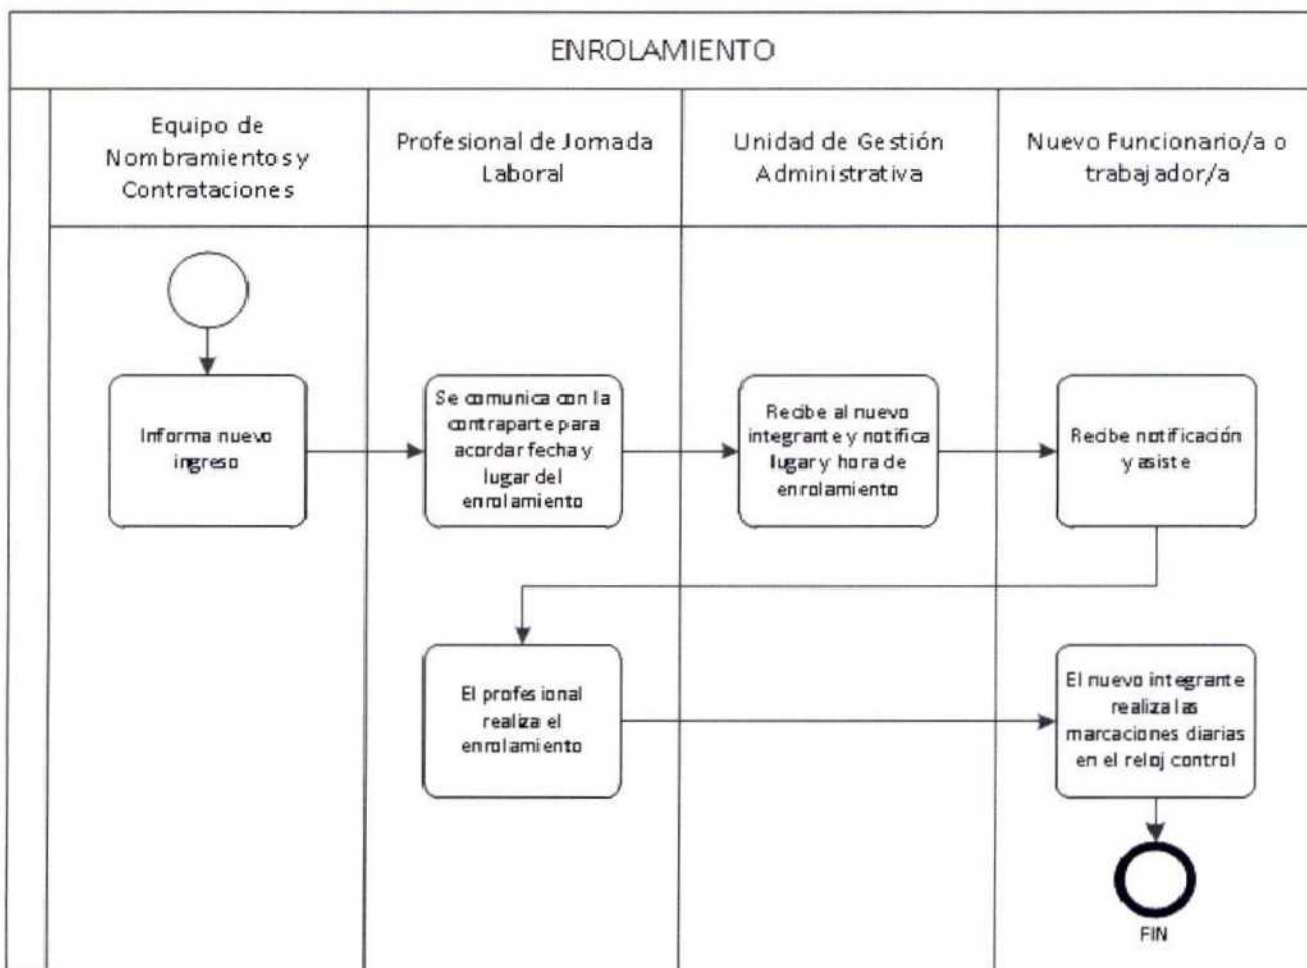 ENROLAMIENTO
Equipo de
Nombramientos y
Contrataciones
Profesional de Jornada
Laboral
Unidad de Gestión
Administrativa
Nuevo Funcionario/a o
trabajador/a
Informa nuevo
ingreso
Se comunica con la
contraparte para
acordar fecha y
lugar del
enrolamiento
Recibe al nuevo
integrante y notifica
lugar y hora de
enrolamiento
Recibe notificación
y asiste
El profesional
realiza el
enrolamiento
El nuevo integrante
realiza las
marcaciones diarias
en el reloj control
FIN